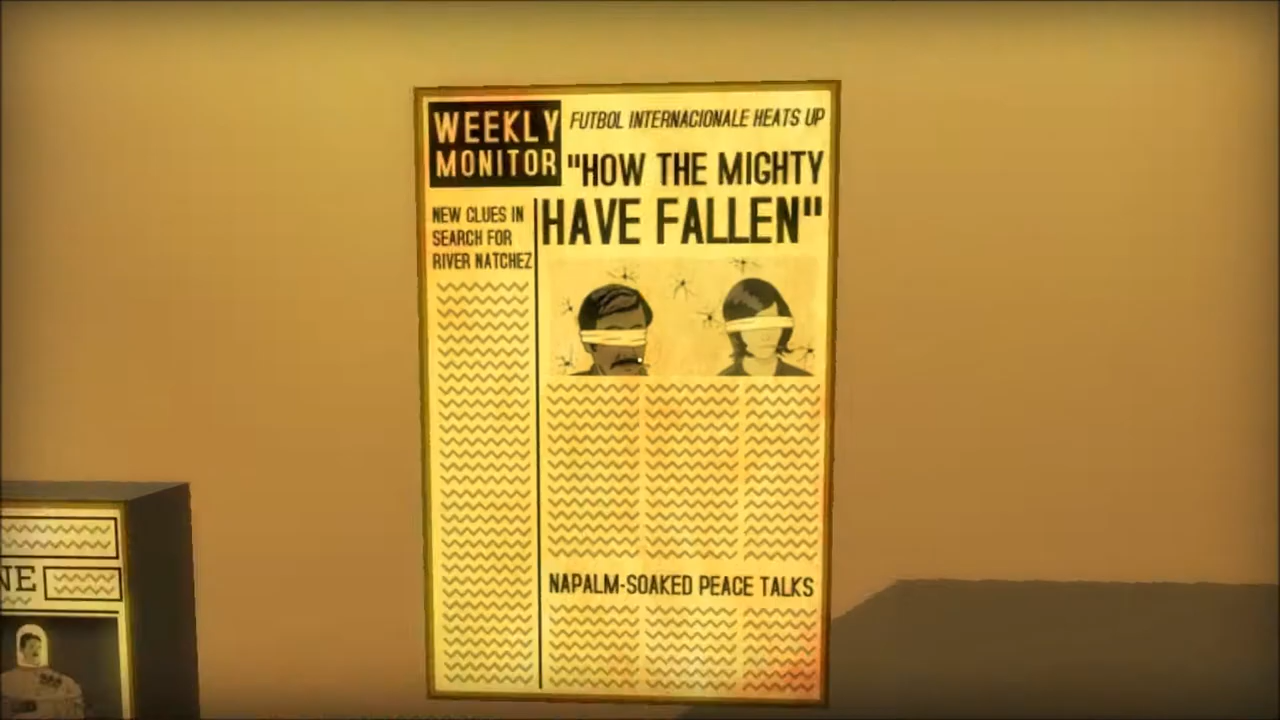 WEEKLY
MONITOR
FUTBOL INTERNACIONALE HEATS UP
"HOW THE MIGHTY
HAVE FALLEN"
NEW CLUES IN
SEARCH FOR
RIVER NATCHEZ
NAPALM-SOAKED PEACE TALKS
NE